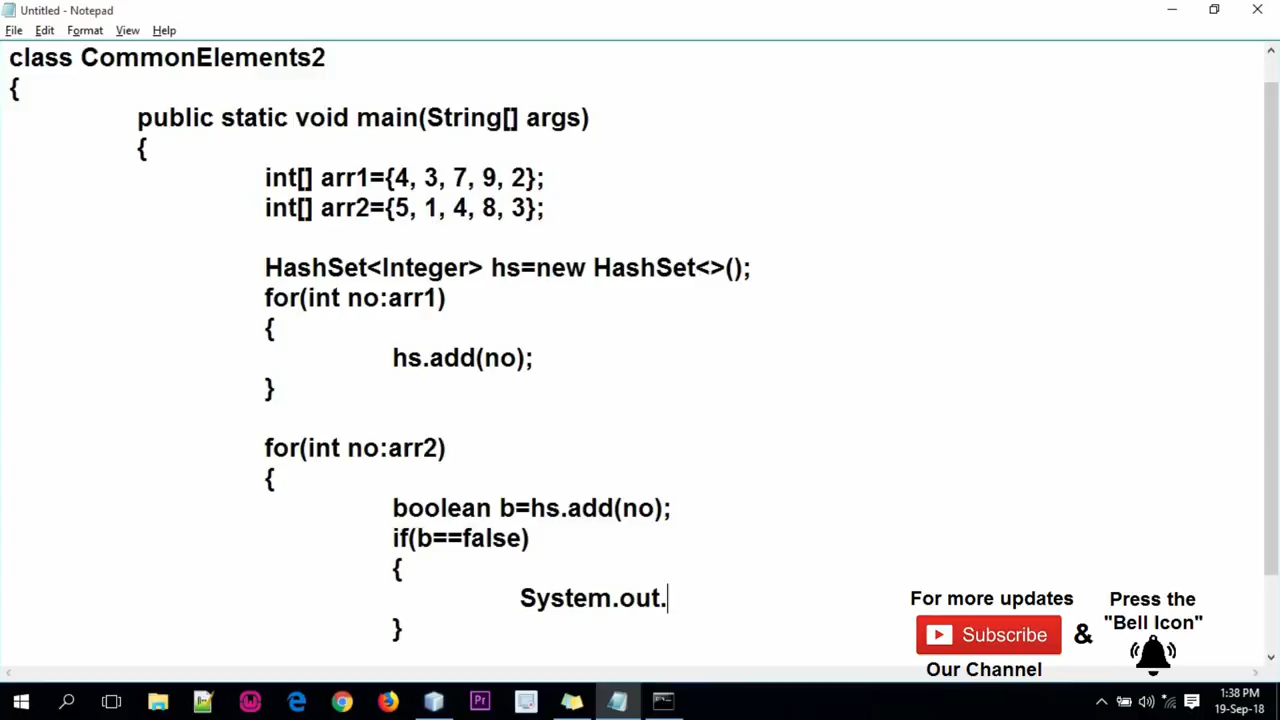 Untitled - Notepad
File Edit Format View Help
class CommonElements2
{
public static void main(String[] args)
{
int[] arr1={4, 3, 7, 9, 2};
int[] arr2={5, 1, 4, 8, 3};
HashSet<Integer> hs=new HashSet<>();
for(int no:arr1)
{
hs.add(no);
}
for(int no:arr2)
{
boolean b=hs.add(no);
if(b==false)
{
System.out.
}
For more updates
Subscribe
Our Channel
&
Press the
"Bell Icon"
Pr
1:38 PM
19-Sep-18